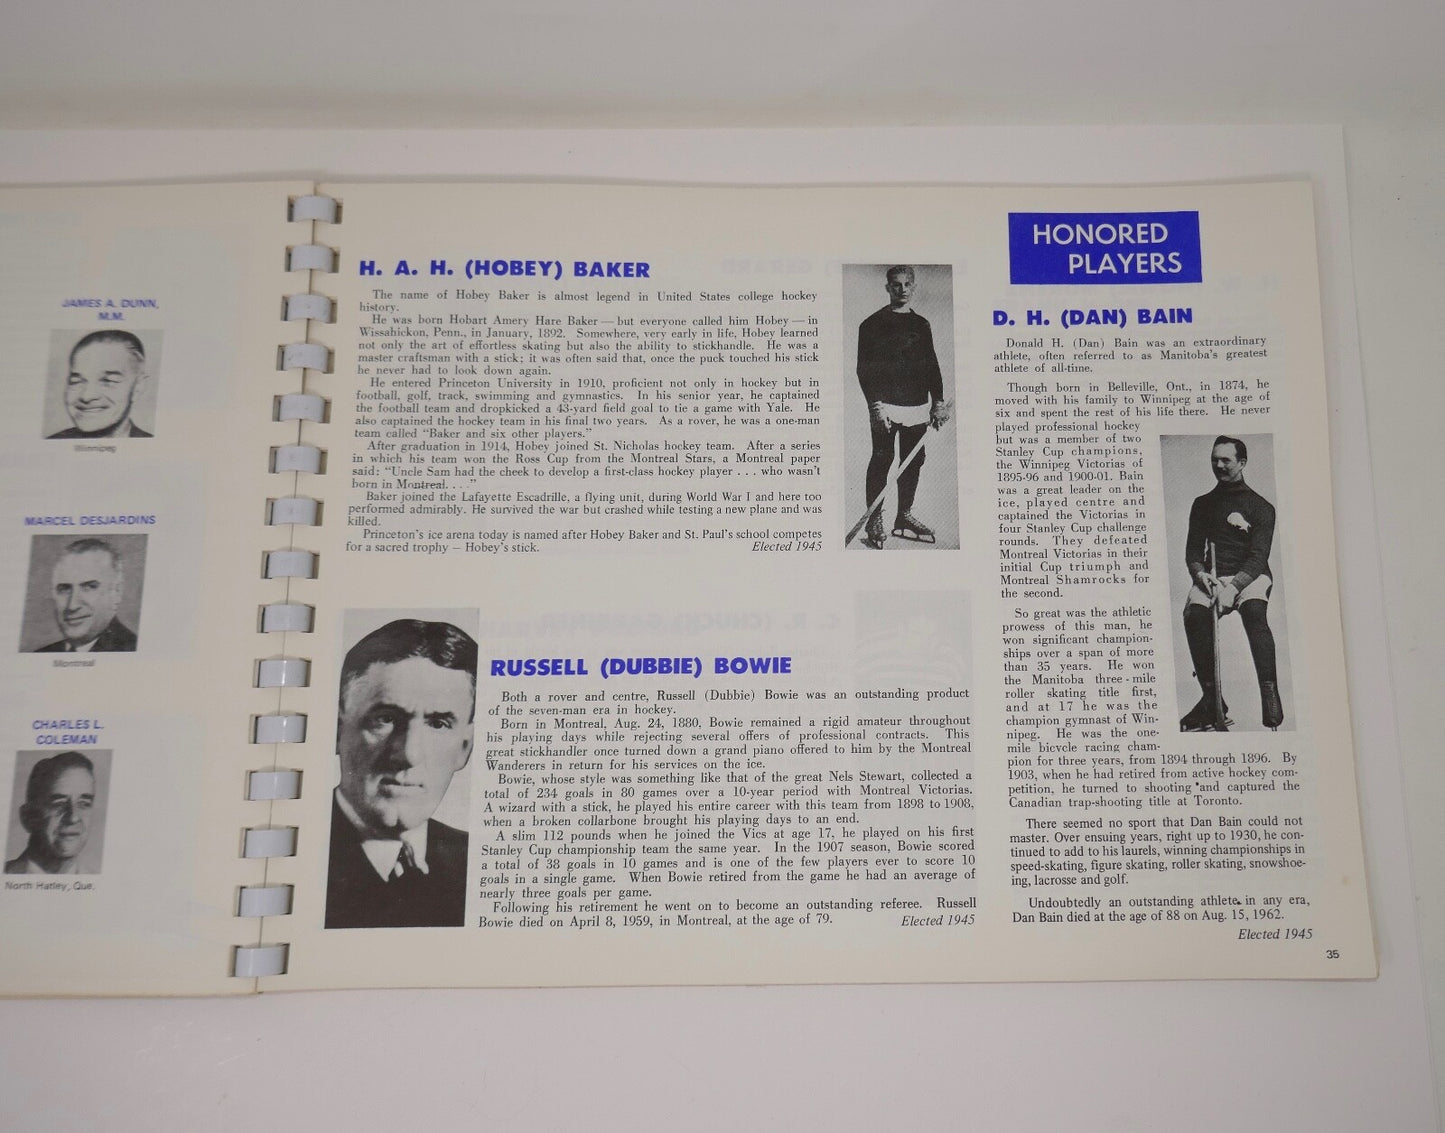 JAMES A. DUNN,
M.M.
Winnipeg
MARCEL DESJARDINS
Montreal
CHARLES L.
COLEMAN
North Hatley, Que.
H. A. H. (HOBEY) BAKER
The name of Hobey Baker is almost legend in United States college hockey
history.
He was born Hobart Amery Hare Baker — but everyone called him Hobey — in
Wissahickon, Penn., in January, 1892. Somewhere, very early in life, Hobey learned
not only the art of effortless skating but also the ability to stickhandle. He was a
master craftsman with a stick; it was often said that, once the puck touched his stick
he never had to look down again.
He entered Princeton University in 1910, proficient not only in hockey but in
football, golf, track, swimming and gymnastics. In his senior year, he captained
the football team and dropkicked a 43-yard field goal to tie a game with Yale. He
also captained the hockey team in his final two years. As a rover, he was a one-man
team called "Baker and six other players."
After graduation in 1914, Hobey joined St. Nicholas hockey team. After a series
in which his team won the Ross Cup from the Montreal Stars, a Montreal paper
said: "Uncle Sam had the cheek to develop a first-class hockey player . . . who wasn't
born in Montreal. . . ."
Baker joined the Lafayette Escadrille, a flying unit, during World War I and here too
performed admirably. He survived the war but crashed while testing a new plane and was
killed.
Princeton's ice arena today is named after Hobey Baker and St. Paul's school competes
for a sacred trophy — Hobey's stick. Elected 1945
RUSSELL (DUBBIE) BOWIE
Both a rover and centre, Russell (Dubbie) Bowie was an outstanding product
of the seven-man era in hockey.
Born in Montreal, Aug. 24, 1880, Bowie remained a rigid amateur throughout
his playing days while rejecting several offers of professional contracts. This
great stickhandler once turned down a grand piano offered to him by the Montreal
Wanderers in return for his services on the ice.
Bowie, whose style was something like that of the great Nels Stewart, collected a
total of 234 goals in 80 games over a 10-year period with Montreal Victorias.
A wizard with a stick, he played his entire career with this team from 1898 to 1908,
when a broken collarbone brought his playing days to an end.
A slim 112 pounds when he joined the Vics at age 17, he played on his first
Stanley Cup championship team the same year. In the 1907 season, Bowie scored
a total of 38 goals in 10 games and is one of the few players ever to score 10
goals in a single game. When Bowie retired from the game he had an average of
nearly three goals per game.
Following his retirement he went on to become an outstanding referee. Russell
Bowie died on April 8, 1959, in Montreal, at the age of 79. Elected 1945
HONORED
PLAYERS
D. H. (DAN) BAIN
Donald H. (Dan) Bain was an extraordinary
athlete, often referred to as Manitoba's greatest
athlete of all-time.
Though born in Belleville, Ont., in 1874, he
moved with his family to Winnipeg at the age of
six and spent the rest of his life there. He never
played professional hockey
but was a member of two
Stanley Cup champions,
the Winnipeg Victorias of
1895-96 and 1900-01. Bain
was a great leader on the
ice, played centre and
captained the Victorias in
four Stanley Cup challenge
rounds. They defeated
Montreal Victorias in their
initial Cup triumph and
Montreal Shamrocks for
the second.
So great was the athletic
prowess of this man, he
won significant champion-
ships over a span of more
than 35 years. He won
the Manitoba three-mile
roller skating title first,
and at 17 he was the
champion gymnast of Win-
nipeg. He was the one-
mile bicycle racing cham-
pion for three years, from 1894 through 1896. By
1903, when he had retired from active hockey com-
petition, he turned to shooting and captured the
Canadian trap-shooting title at Toronto.
There seemed no sport that Dan Bain could not
master. Over ensuing years, right up to 1930, he con-
tinued to add to his laurels, winning championships in
speed-skating, figure skating, roller skating, snowshoe-
ing, lacrosse and golf.
Undoubtedly an outstanding athlete in any era,
Dan Bain died at the age of 88 on Aug. 15, 1962.
Elected 1945
35